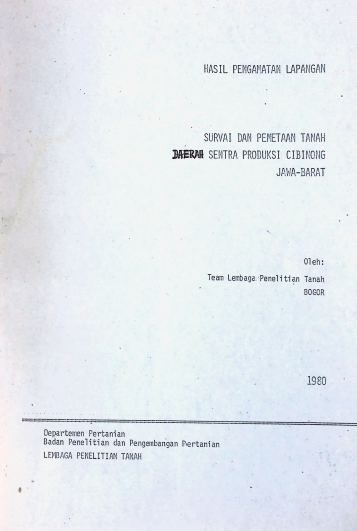 HASIL PENGAMATAN LAPANGAN
SURVAI DAN PEMETAAN TANAH
DAERAH SENTRA PRODUKSI CIBINONG
JAWA-BARAT
Oleh:
Team Lembaga Penelitian Tanah
BOGOR
1980
Departemen Pertanian
Badan Penelitian dan Pengembangan Pertanian
LEMBAGA PENELITIAN TANAH